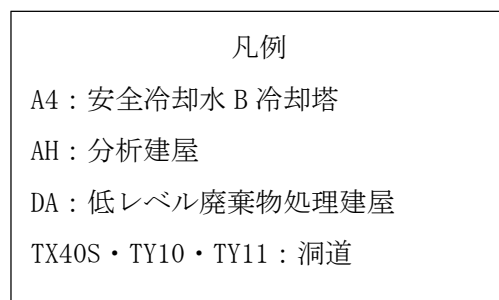 凡例
A4：安全冷却水 B 冷却塔
AH：分析建屋
DA：低レベル廃棄物処理建屋
TX40S・TY10・TY11：洞道